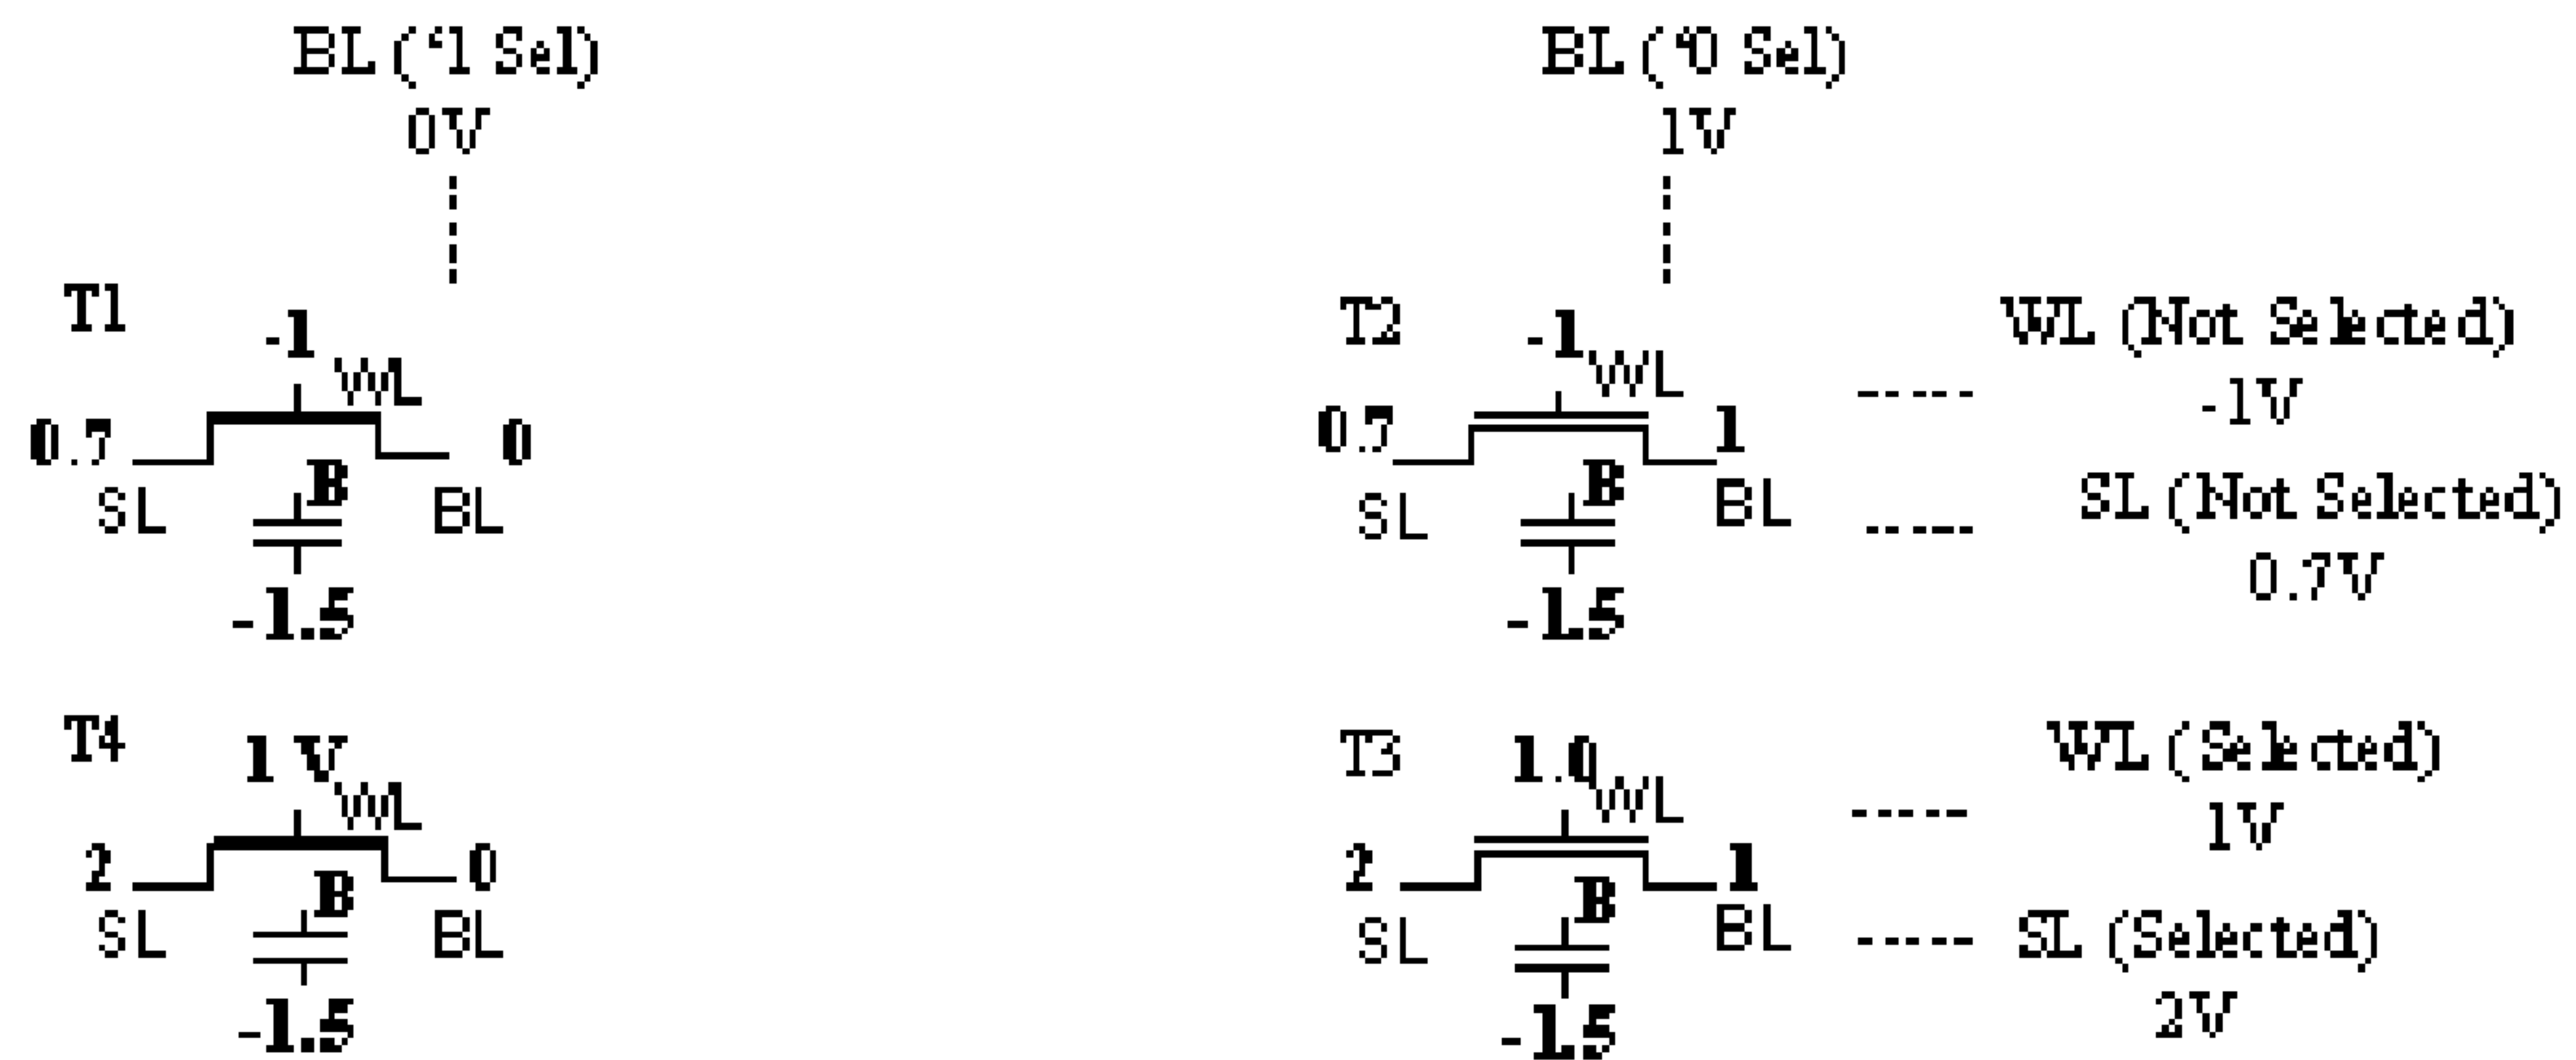 BL (‘1 Sel)
0V
BL (‘0 Sel)
1V
T1
-1
WL
0.7
0
B
SL
BL
-1.5
T2
-1
WL
0.7
1
B
SL
BL
-1.5
WL (Not Selected)
-1V
SL (Not Selected)
0.7V
T4
1 V
WL
2
0
B
SL
BL
-1.5
T3
1.0
WL
2
1
B
SL
BL
-1.5
WL (Selected)
1V
SL (Selected)
2V